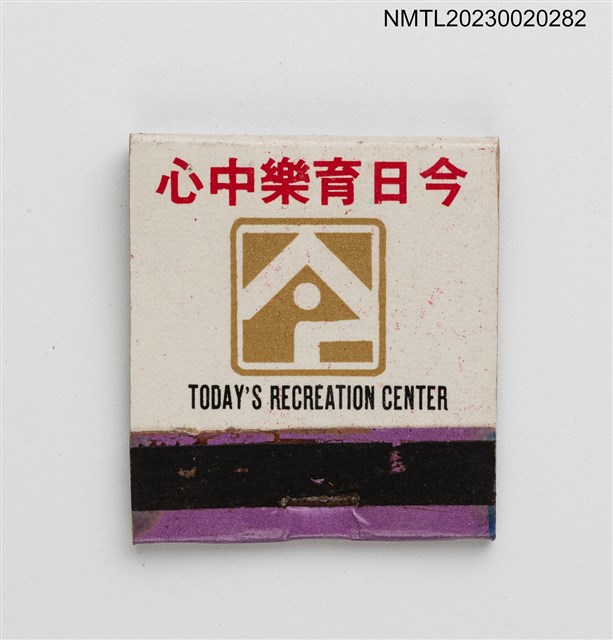 NMTL20230020282
今日育樂中心
TODAY'S RECREATION CENTER